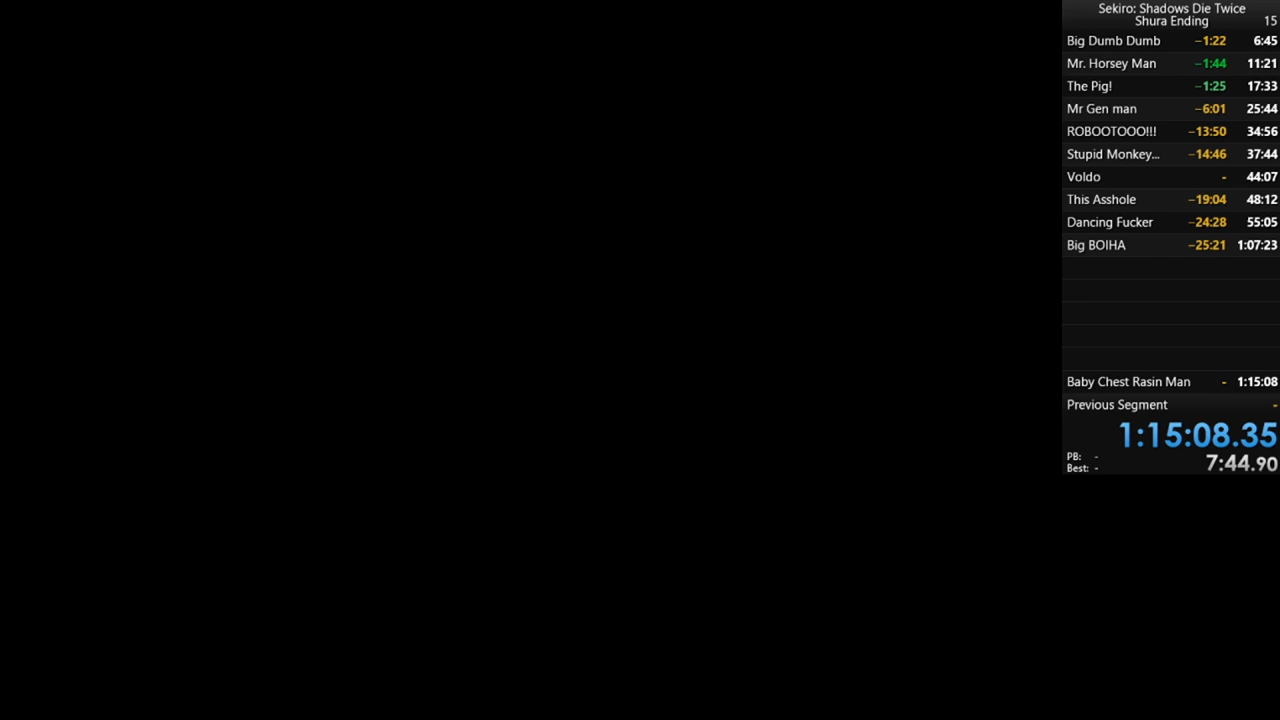 Sekiro: Shadows Die Twice
Shura Ending 15
Big Dumb Dumb −1:22 6:45
Mr. Horsey Man −1:44 11:21
The Pig! −1:25 17:33
Mr Gen man −6:01 25:44
ROBOOTOOO!!! −13:50 34:56
Stupid Monkey... −14:46 37:44
Voldo - 44:07
This Asshole −19:04 48:12
Dancing Fucker −24:28 55:05
Big BOIHA −25:21 1:07:23
Baby Chest Rasin Man - 1:15:08
Previous Segment -
1:15:08.35
PB: -
Best: - 7:44.90